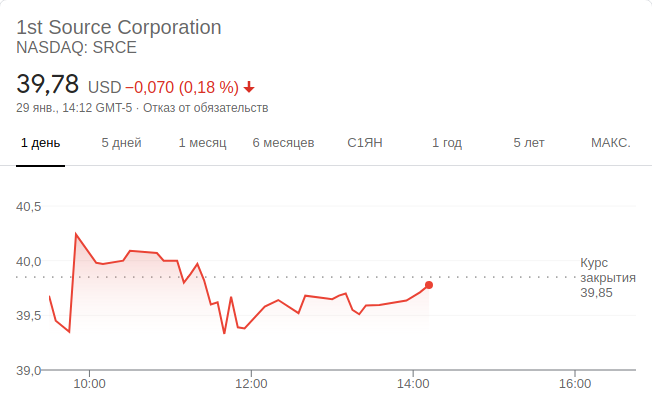 1st Source Corporation
NASDAQ: SRCE
39,78 USD −0,070 (0,18 %)
29 янв., 14:12 GMT-5 · Отказ от обязательств
1 день 5 дней 1 месяц 6 месяцев С1ЯН 1 год 5 лет МАКС.
40,5
40,0
Курс
закрытия
39,85
39,5
39,0
10:00 12:00 14:00 16:00